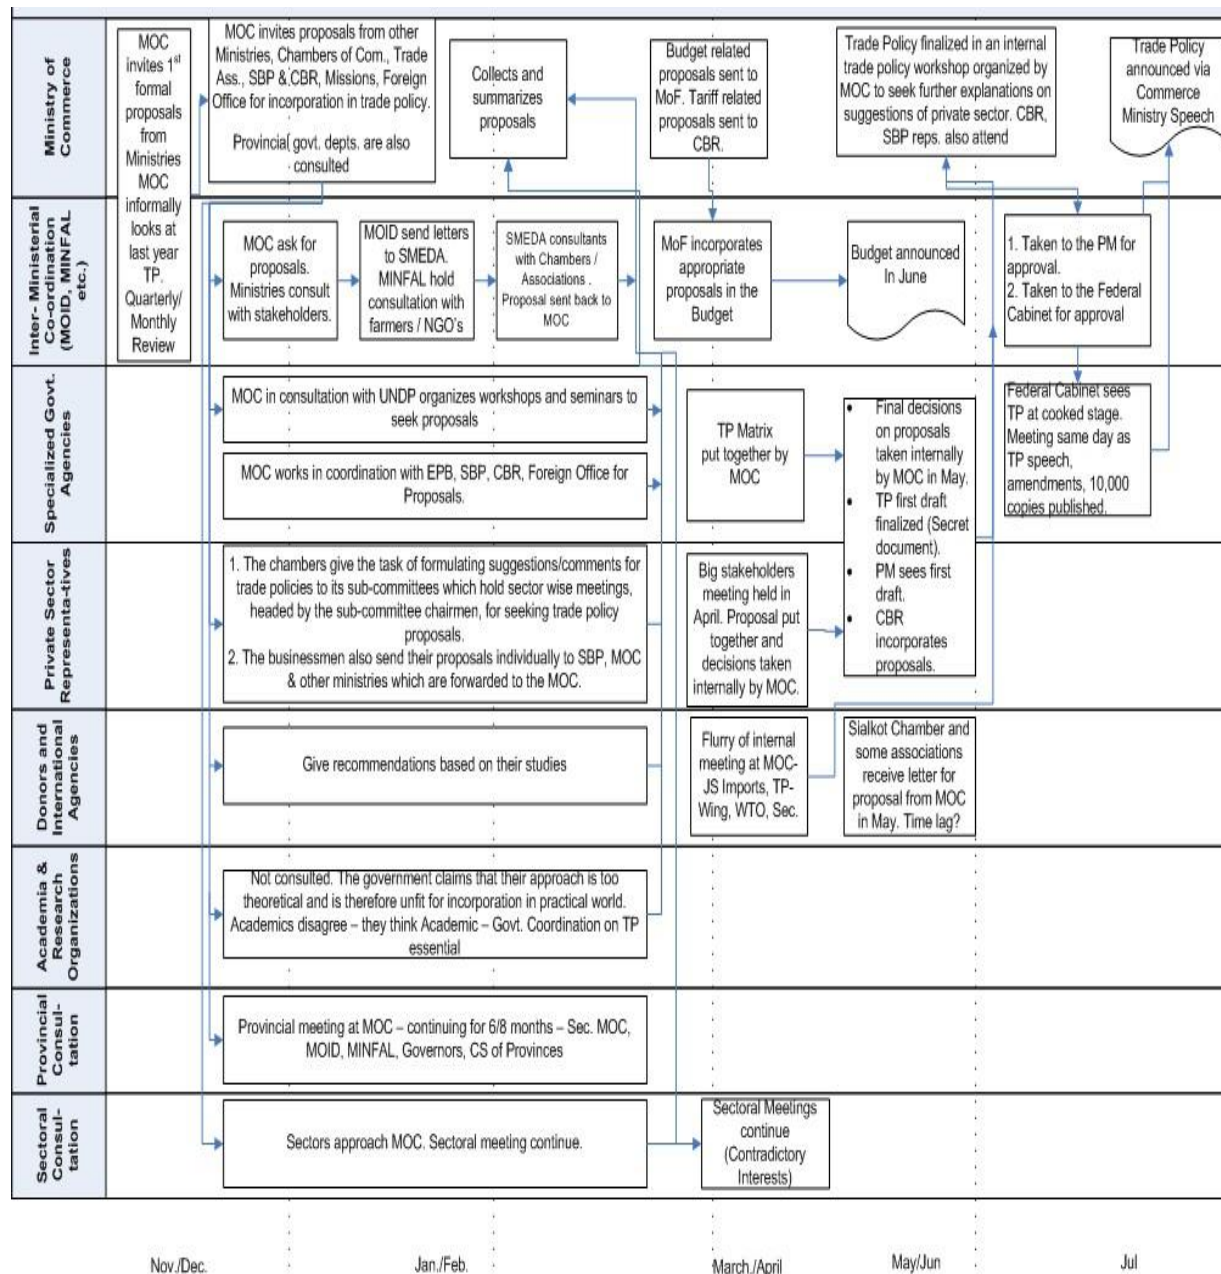 Ministry of
Commerce
MOC
invites 1st
formal
proposals
from
Ministries
MOC
informally
looks at
last year
TP.
Quarterly/
Monthly
Review
MOC invites proposals from other
Ministries, Chambers of Com., Trade
Ass., SBP & CBR, Missions, Foreign
Office for incorporation in trade policy.
Provincial govt. depts. are also
consulted
Collects and
summarizes
proposals
Budget related
proposals sent to
MoF. Tariff related
proposals sent to
CBR.
Trade Policy finalized in an internal
trade policy workshop organized by
MOC to seek further explanations on
suggestions of private sector. CBR,
SBP reps. also attend
Trade Policy
announced via
Commerce
Ministry Speech
Inter- Ministerial
Co-ordination
(MOID, MINFAL
etc.)
MOC ask for
proposals.
Ministries consult
with stakeholders.
MOID send letters
to SMEDA.
MINFAL hold
consultation with
farmers / NGO's
SMEDA consultants
with Chambers /
Associations .
Proposal sent back to
MOC
MoF incorporates
appropriate
proposals in the
Budget
Budget announced
In June
1. Taken to the PM for
approval.
2. Taken to the Federal
Cabinet for approval
Specialized Govt.
Agencies
MOC in consultation with UNDP organizes workshops and seminars to
seek proposals
MOC works in coordination with EPB, SBP, CBR, Foreign Office for
Proposals.
TP Matrix
put together by
MOC
• Final decisions
on proposals
taken internally
by MOC in May.
• TP first draft
finalized (Secret
document).
• PM sees first
draft.
• CBR
incorporates
proposals.
Federal Cabinet sees
TP at cooked stage.
Meeting same day as
TP speech,
amendments, 10,000
copies published.
Private Sector
Representa-tives
1. The chambers give the task of formulating suggestions/comments for
trade policies to its sub-committees which hold sector wise meetings,
headed by the sub-committee chairmen, for seeking trade policy
proposals.
2. The businessmen also send their proposals individually to SBP, MOC
& other ministries which are forwarded to the MOC.
Big stakeholders
meeting held in
April. Proposal put
together and
decisions taken
internally by MOC.
Donors and
International
Agencies
Give recommendations based on their studies
Flurry of internal
meeting at MOC-
JS Imports, TP-
Wing, WTO, Sec.
Sialkot Chamber and
some associations
receive letter for
proposal from MOC
in May. Time lag?
Academia &
Research
Organizations
Not consulted. The government claims that their approach is too
theoretical and is therefore unfit for incorporation in practical world.
Academics disagree – they think Academic – Govt. Coordination on TP
essential
Provincial
Consul-
tation
Provincial meeting at MOC – continuing for 6/8 months – Sec. MOC,
MOID, MINFAL, Governors, CS of Provinces
Sectoral
Consul-
tation
Sectors approach MOC. Sectoral meeting continue.
Sectoral Meetings
continue
(Contradictory
Interests)
Nov./Dec.
Jan./Feb.
March./April
May/Jun
Jul